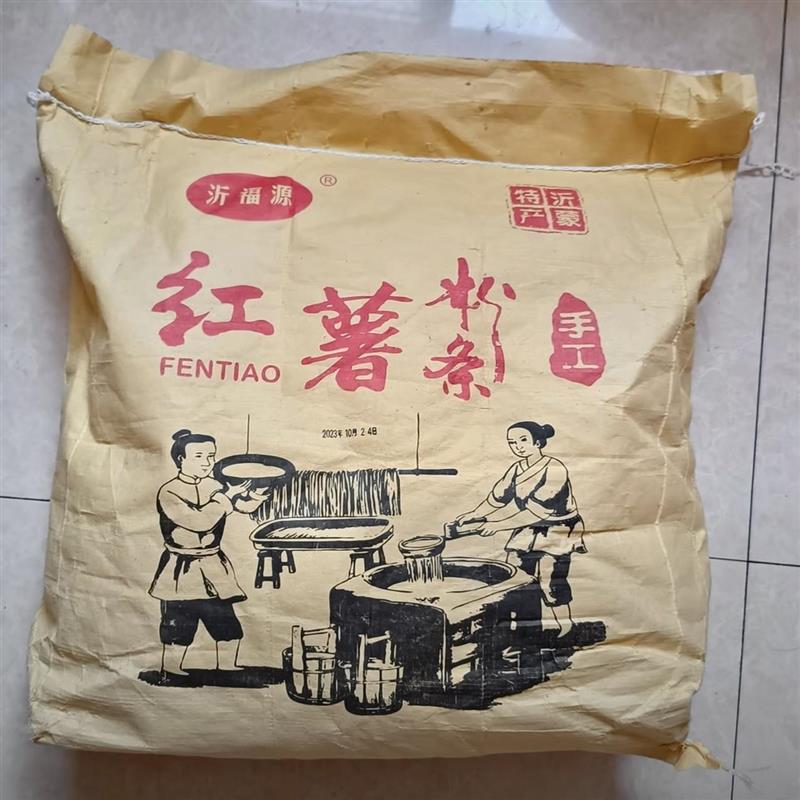 沂福源®
沂蒙
特产
红薯粉条
手工
FENTIAO
2023年10月24日